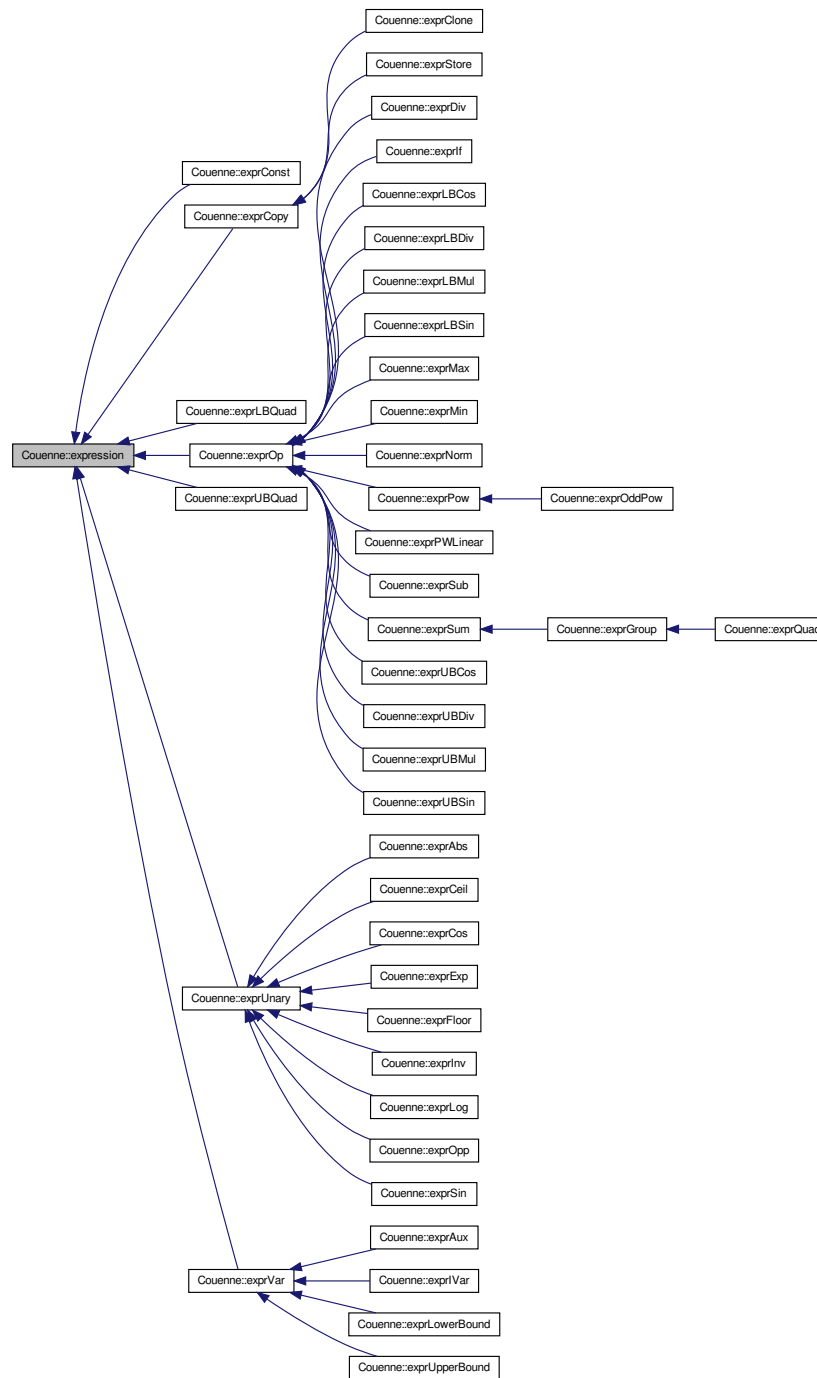 Couenne::exprClone
Couenne::exprStore
Couenne::exprDiv
Couenne::exprIf
Couenne::exprConst
Couenne::exprLBCos
Couenne::exprCopy
Couenne::exprLBDiv
Couenne::exprLBMul
Couenne::exprLBSin
Couenne::exprMax
Couenne::exprLBQuad
Couenne::exprMin
Couenne::expression
Couenne::exprOp
Couenne::exprNorm
Couenne::exprUBQuad
Couenne::exprPow
Couenne::exprOddPow
Couenne::exprPWLinear
Couenne::exprSub
Couenne::exprSum
Couenne::exprGroup
Couenne::exprQuad
Couenne::exprUBCos
Couenne::exprUBDiv
Couenne::exprUBMul
Couenne::exprUBSin
Couenne::exprAbs
Couenne::exprCeil
Couenne::exprCos
Couenne::exprExp
Couenne::exprUnary
Couenne::exprFloor
Couenne::exprInv
Couenne::exprLog
Couenne::exprOpp
Couenne::exprSin
Couenne::exprAux
Couenne::exprVar
Couenne::exprIVar
Couenne::exprLowerBound
Couenne::exprUpperBound